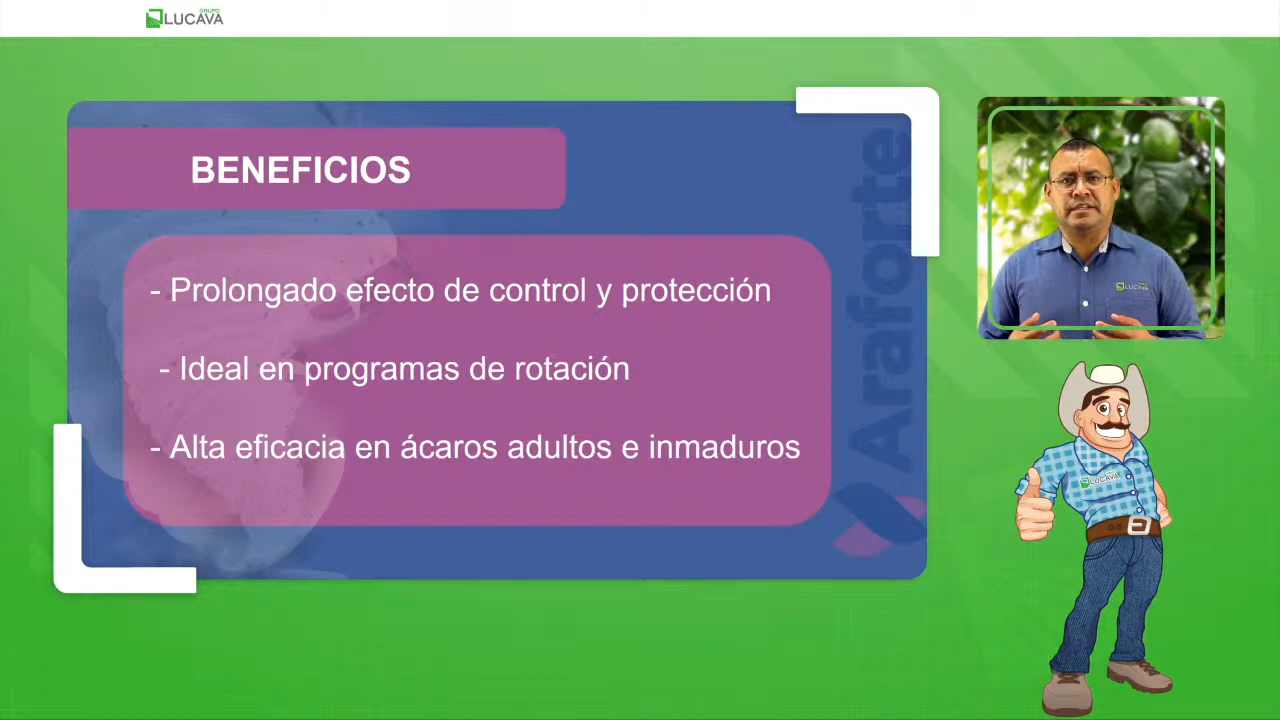 GRUPO
LUCAVA
BENEFICIOS
- Prolongado efecto de control y protección
- Ideal en programas de rotación
- Alta eficacia en ácaros adultos e inmaduros
Araforte
LUCAVA
LUCAVA